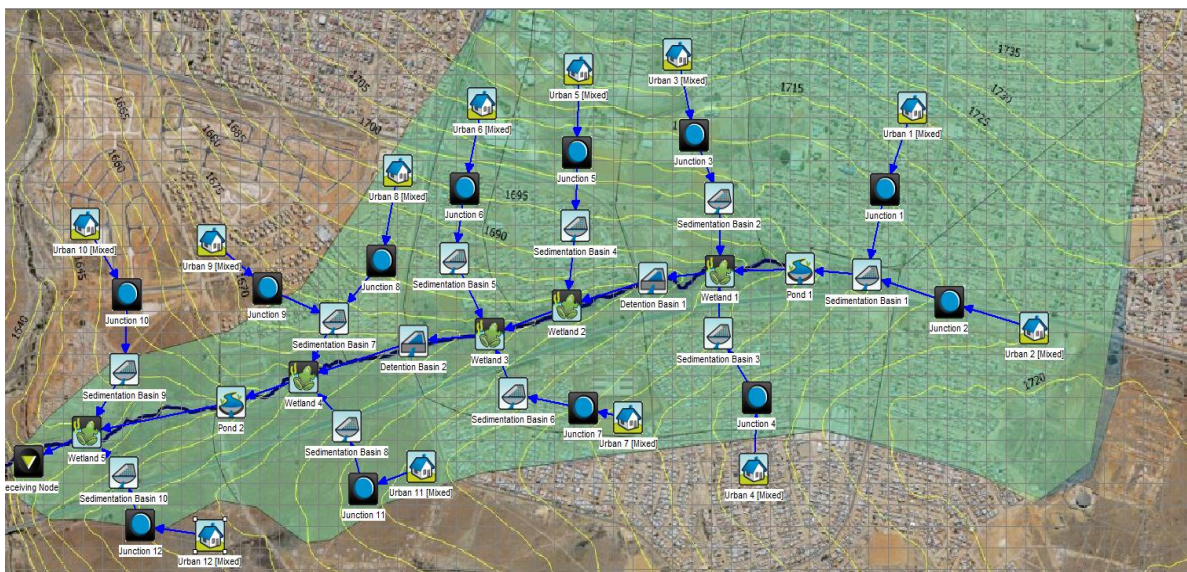 1735
Urban 3 [Mixed]
Urban 5 [Mixed]
1705
1715
1730
1655
Urban 6 [Mixed]
1725
Urban 1 [Mixed]
1685
1660
1700
Junction 3
1660
Junction 5
1675
Urban 8 [Mixed]
Junction 6
1695
Junction 1
Sedimentation Basin 2
1690
Urban 10 [Mixed]
Sedimentation Basin 4
Urban 9 [Mixed]
1645
Junction 8
Sedimentation Basin 5
1670
Wetland 1
Pond 1
Sedimentation Basin 1
Detention Basin 1
Junction 10
Junction 9
Junction 2
1640
Wetland 2
Sedimentation Basin 7
Sedimentation Basin 3
Urban 2 [Mixed]
Wetland 3
Detention Basin 2
1720
Sedimentation Basin 9
Wetland 4
Sedimentation Basin 6
Junction 4
Pond 2
Junction 7
Urban 7 [Mixed]
Sedimentation Basin 8
Wetland 5
eceiving Node
Urban 11 [Mixed]
Urban 4 [Mixed]
Sedimentation Basin 10
Junction 11
Junction 12
Urban 12 [Mixed]